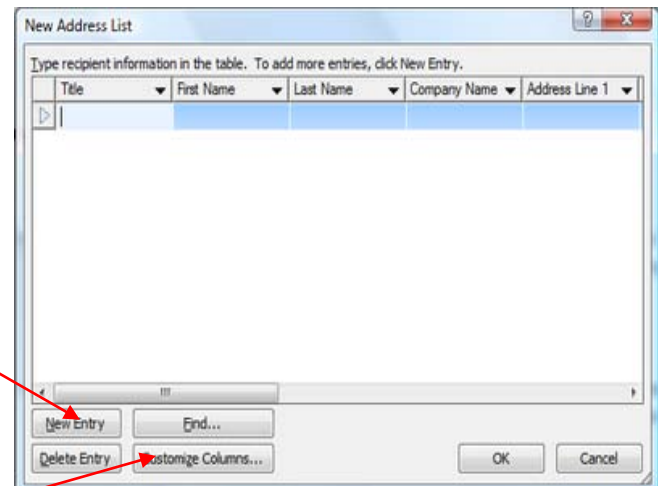 New Address List
Type recipient information in the table. To add more entries, click New Entry.
Title First Name Last Name Company Name Address Line 1
New Entry Find...
Delete Entry Customize Columns... OK Cancel